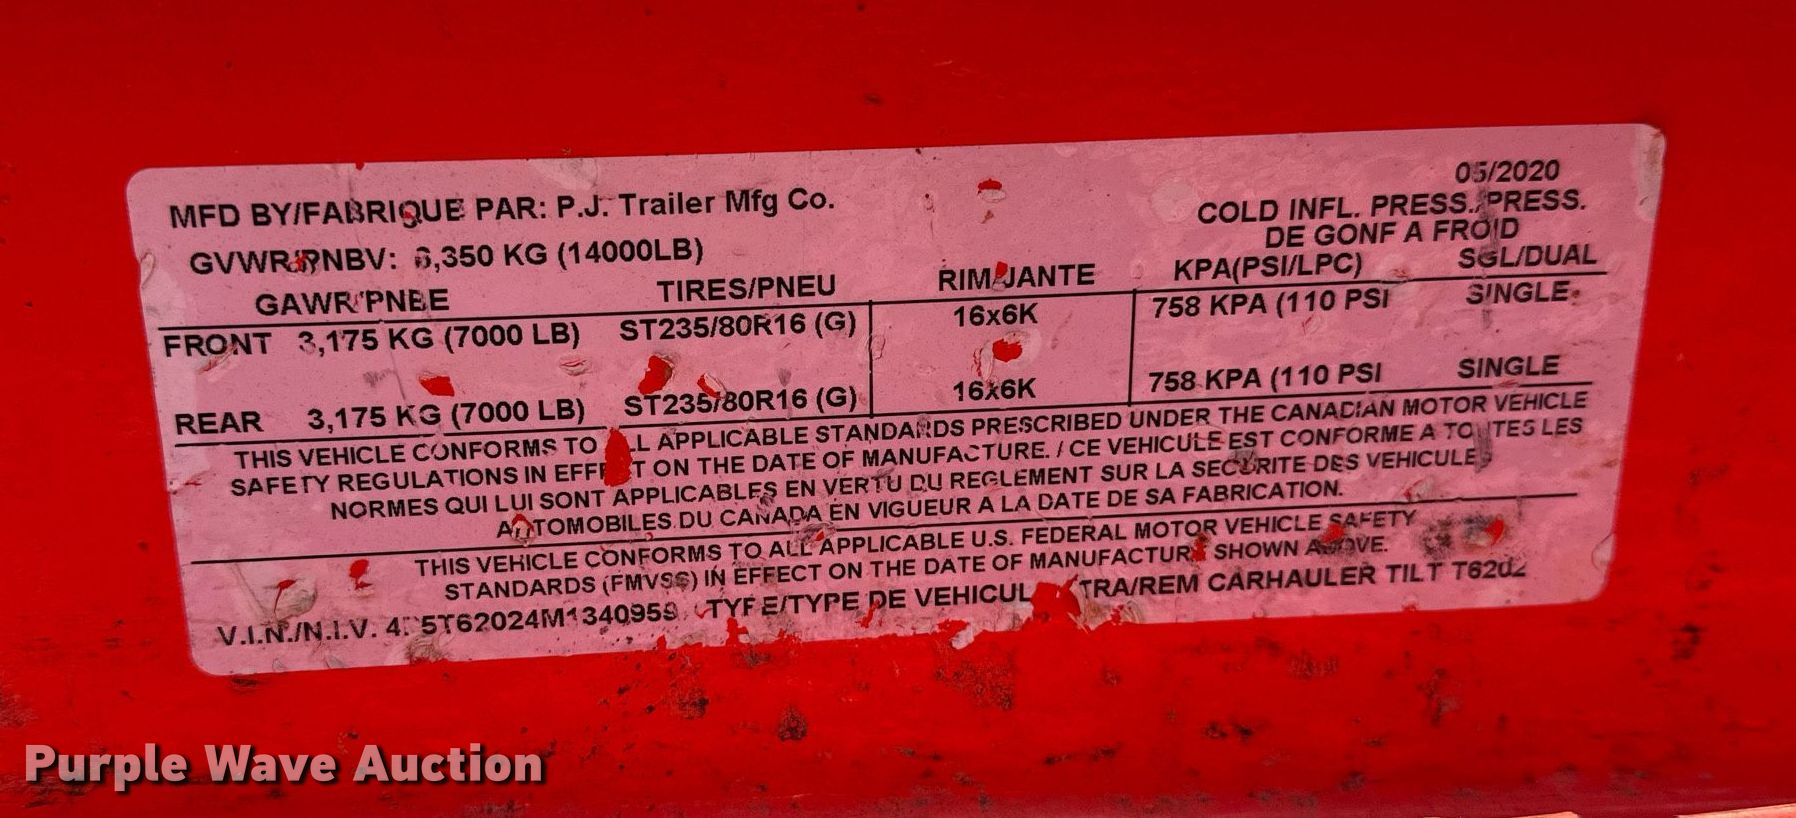 05/2020
MFD BY/FABRIQUE PAR: P.J. Trailer Mfg Co.
COLD INFL. PRESS./PRESS.
DE GONF A FROID
GVWR/PNBV: 6,350 KG (14000LB)
KPA(PSI/LPC) SGL/DUAL
GAWR/PNBE TIRES/PNEU RIM/JANTE
FRONT 3,175 KG (7000 LB) ST235/80R16 (G) 16x6K 758 KPA (110 PSI SINGLE
REAR 3,175 KG (7000 LB) ST235/80R16 (G) 16x6K 758 KPA (110 PSI SINGLE
THIS VEHICLE CONFORMS TO ALL APPLICABLE STANDARDS PRESCRIBED UNDER THE CANADIAN MOTOR VEHICLE
SAFETY REGULATIONS IN EFFECT ON THE DATE OF MANUFACTURE. / CE VEHICULE EST CONFORME A TOUTES LES
NORMES QUI LUI SONT APPLICABLES EN VERTU DU REGLEMENT SUR LA SECURITE DES VEHICULES
AUTOMOBILES DU CANADA EN VIGUEUR A LA DATE DE SA FABRICATION.
THIS VEHICLE CONFORMS TO ALL APPLICABLE U.S. FEDERAL MOTOR VEHICLE SAFETY
STANDARDS (FMVSS) IN EFFECT ON THE DATE OF MANUFACTURE SHOWN ABOVE.
V.I.N./N.I.V. TYPE/TYPE DE VEHICULE TRA/REM CARHAULER TILT T6202
Purple Wave Auction